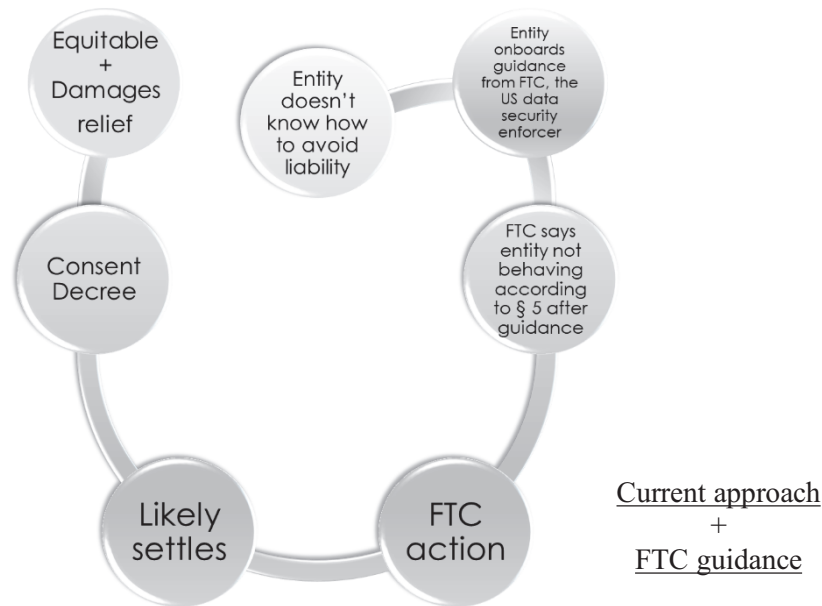 Equitable
+
Damages
relief
Entity
doesn't
know how
to avoid
liability
Entity
onboards
guidance
from FTC, the
US data
security
enforcer
Consent
Decree
FTC says
entity not
behaving
according
to § 5 after
guidance
Likely
settles
FTC
action
Current approach
+
FTC guidance